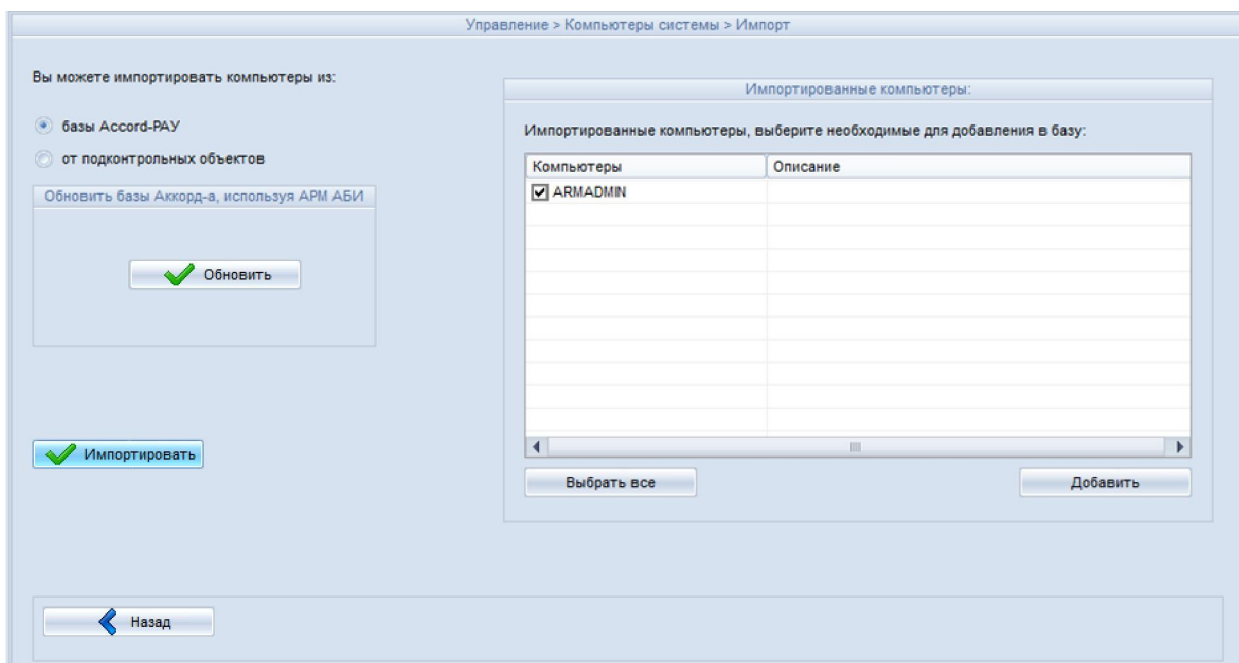 Управление > Компьютеры системы > Импорт
Вы можете импортировать компьютеры из:
базы Accord-РАУ
от подконтрольных объектов
Обновить базы Аккорд-а, используя АРМ АБИ
Обновить
Импортировать
Импортированные компьютеры:
Импортированные компьютеры, выберите необходимые для добавления в базу:
Компьютеры Описание
ARMADMIN
Выбрать все Добавить
Назад